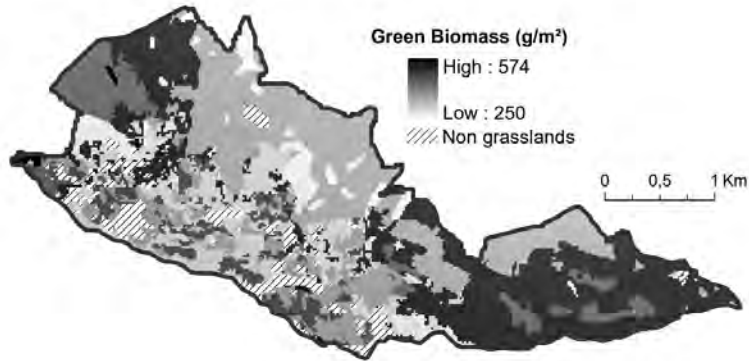 Green Biomass (g/m²)
High : 574
Low : 250
Non grasslands
0 0,5 1 Km